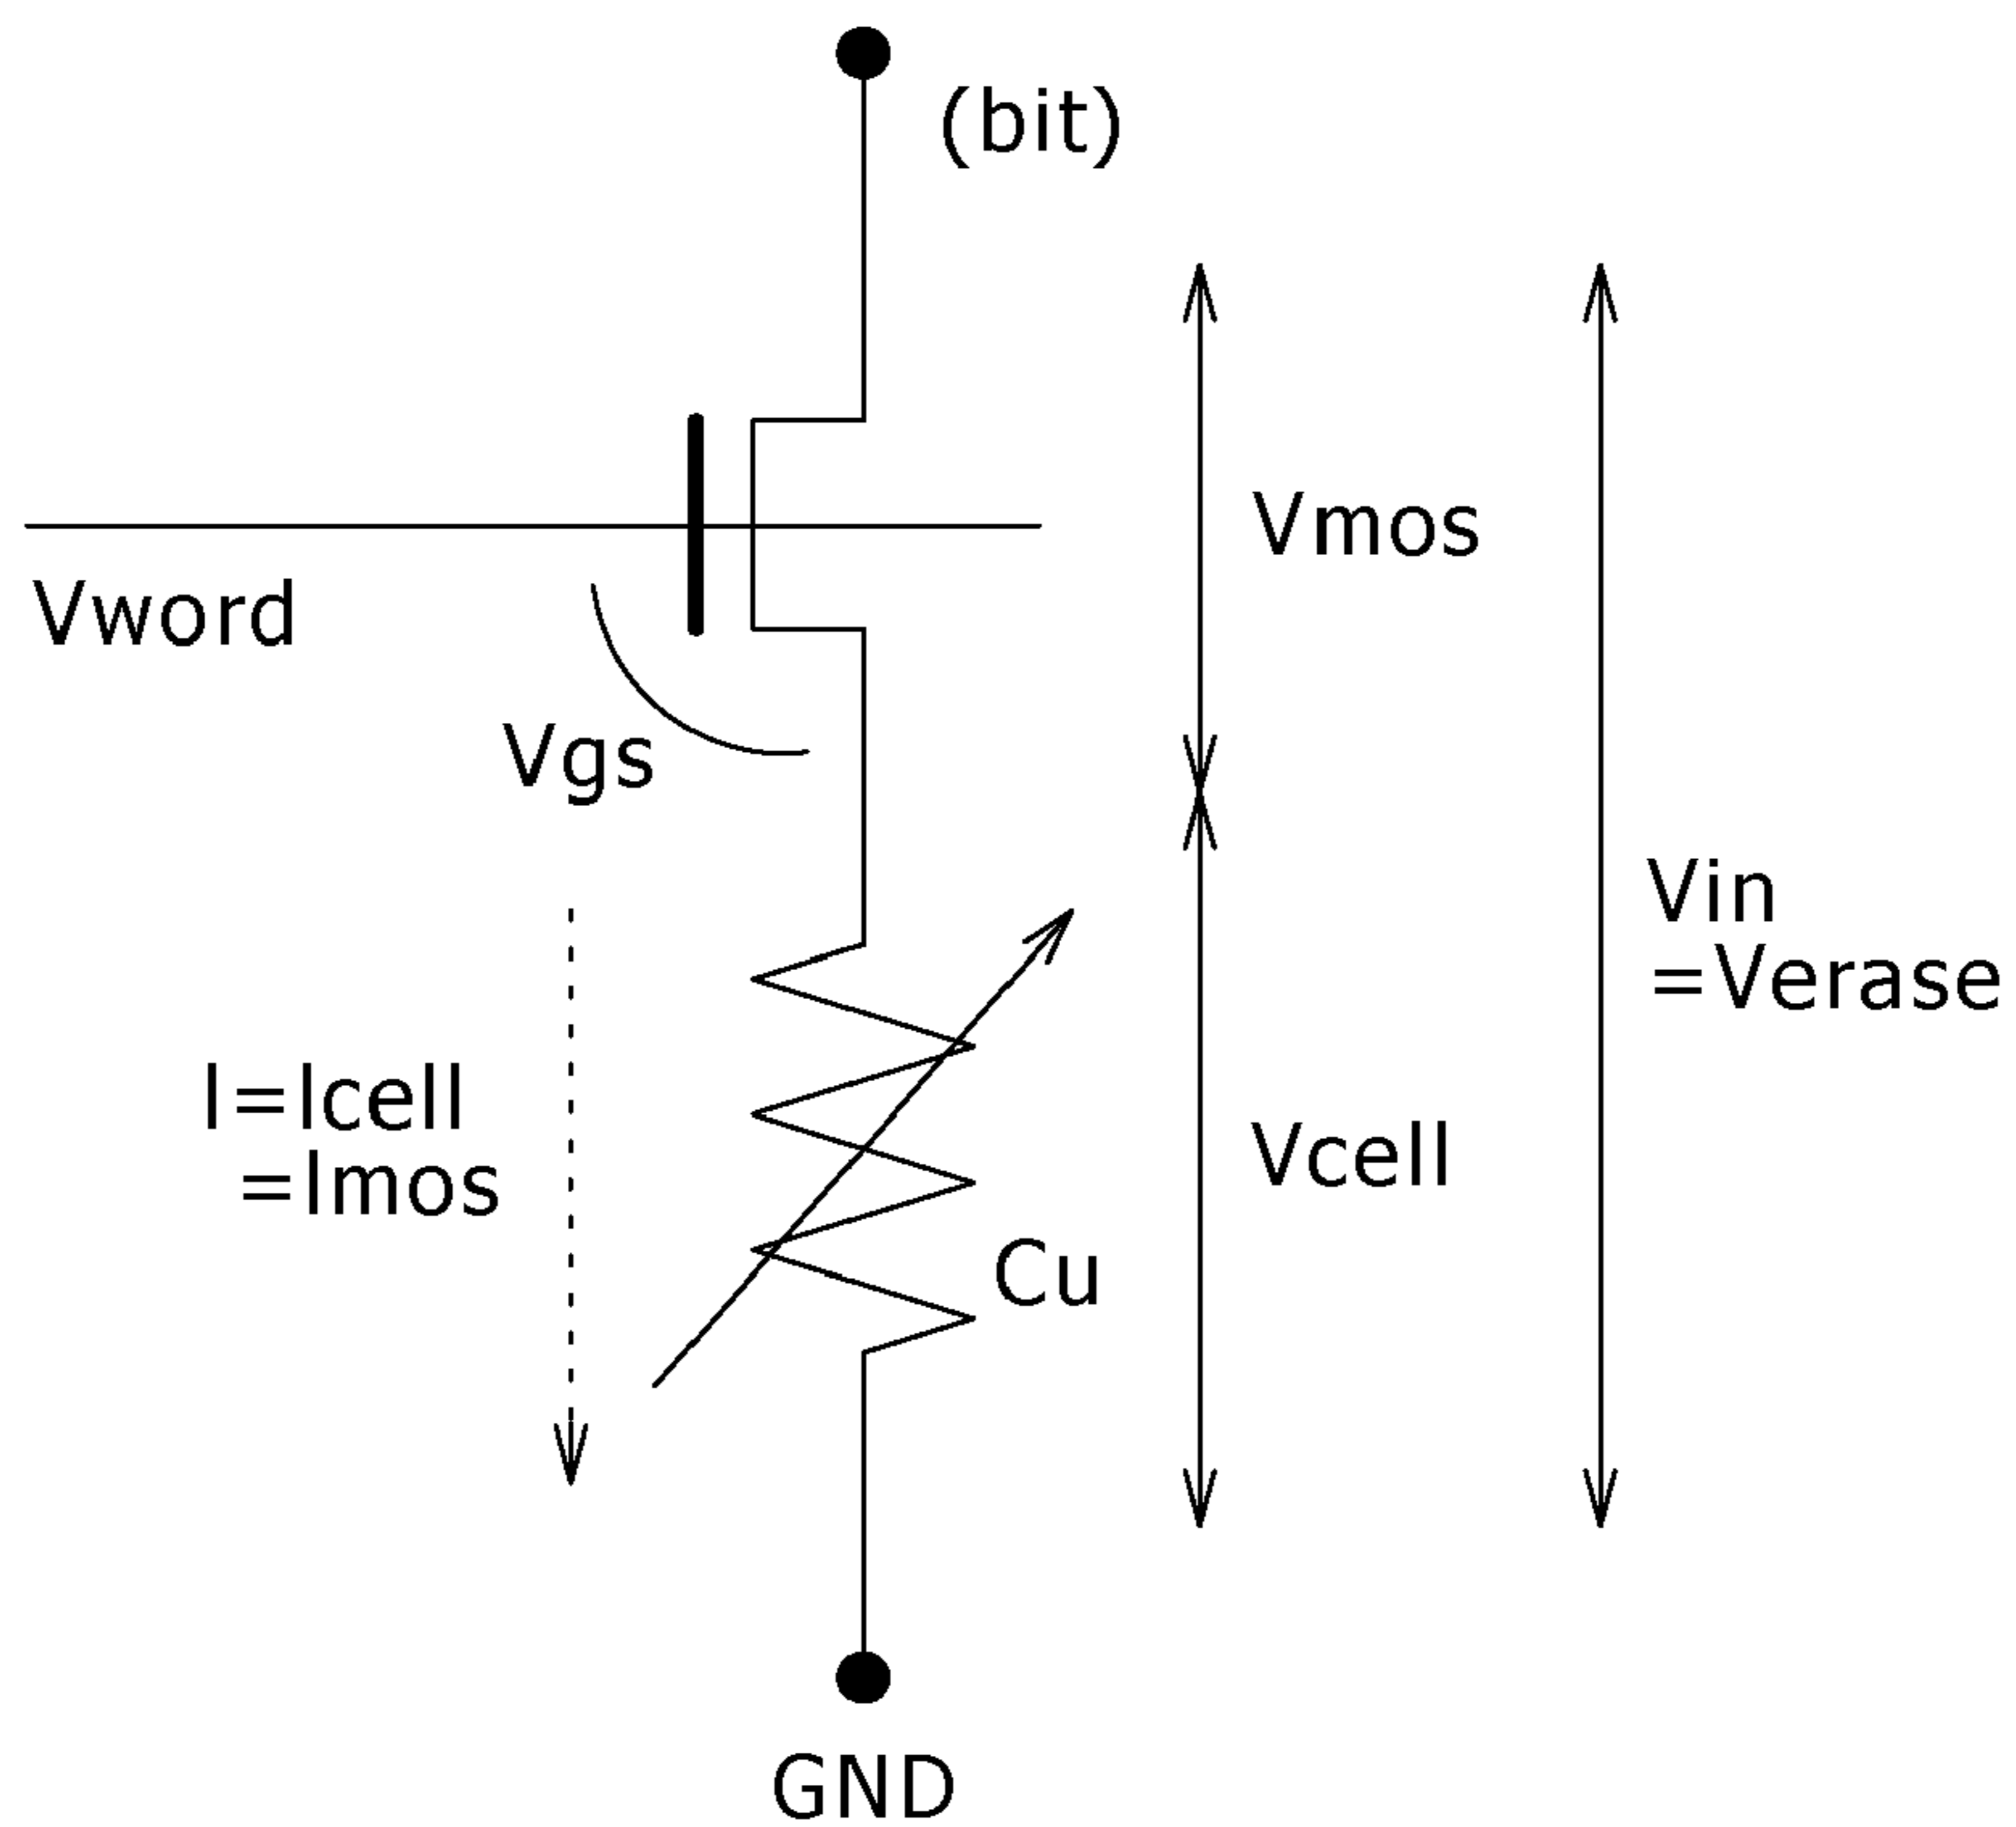 (bit)
Vmos
Vword
Vgs
Vin
=Verase
I=Icell
=Imos
Vcell
Cu
GND